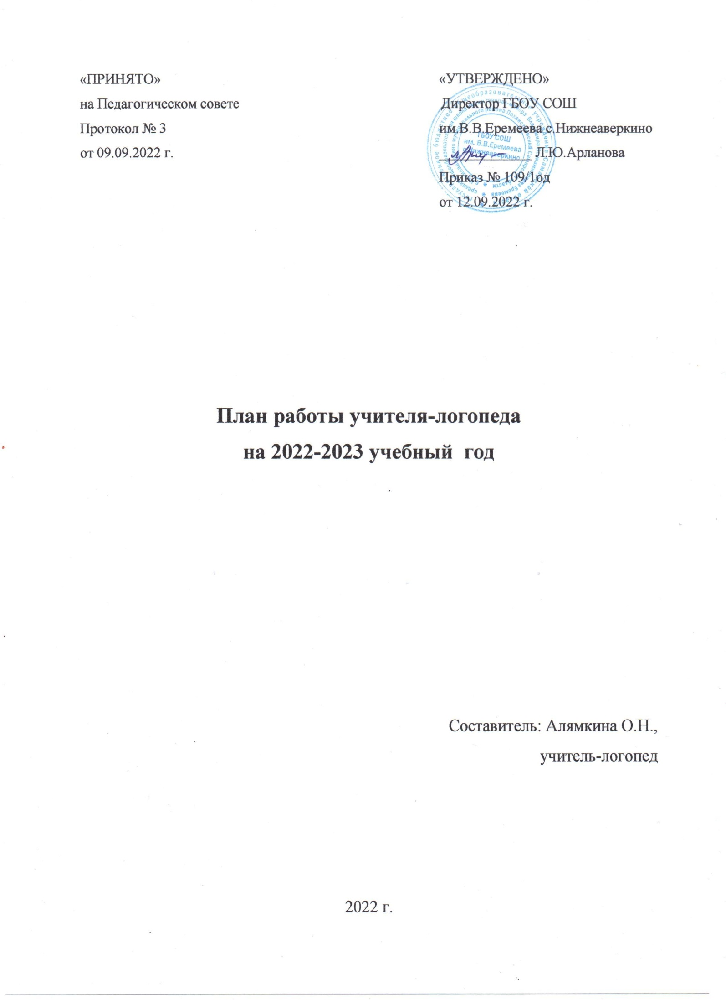 «ПРИНЯТО»
на Педагогическом совете
Протокол № 3
от 09.09.2022 г.
«УТВЕРЖДЕНО»
Директор ГБОУ СОШ
им.В.В.Еремеева с.Нижнеаверкино
Л.Ю.Арланова
Приказ № 109/1од
от 12.09.2022 г.
ГБОУ СОШ
им. В.В.Еремеева
с.Нижнеаверкино
План работы учителя-логопеда
на 2022-2023 учебный год
Составитель: Алямкина О.Н.,
учитель-логопед
2022 г.